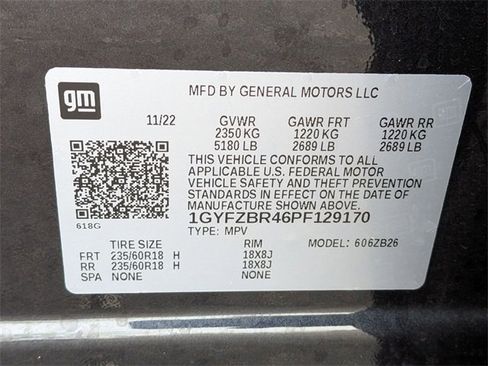 gm
MFD BY GENERAL MOTORS LLC
11/22 GVWR GAWR FRT GAWR RR
2350 KG 1220 KG 1220 KG
5180 LB 2689 LB 2689 LB
THIS VEHICLE CONFORMS TO ALL
APPLICABLE U.S. FEDERAL MOTOR
VEHICLE SAFETY AND THEFT PREVENTION
STANDARDS IN EFFECT ON THE DATE OF
MANUFACTURE SHOWN ABOVE.
1GYFZBR46PF129170
618G TYPE: MPV
TIRE SIZE RIM MODEL: 606ZB26
FRT 235/60R18 H 18X8J
RR 235/60R18 H 18X8J
SPA NONE NONE